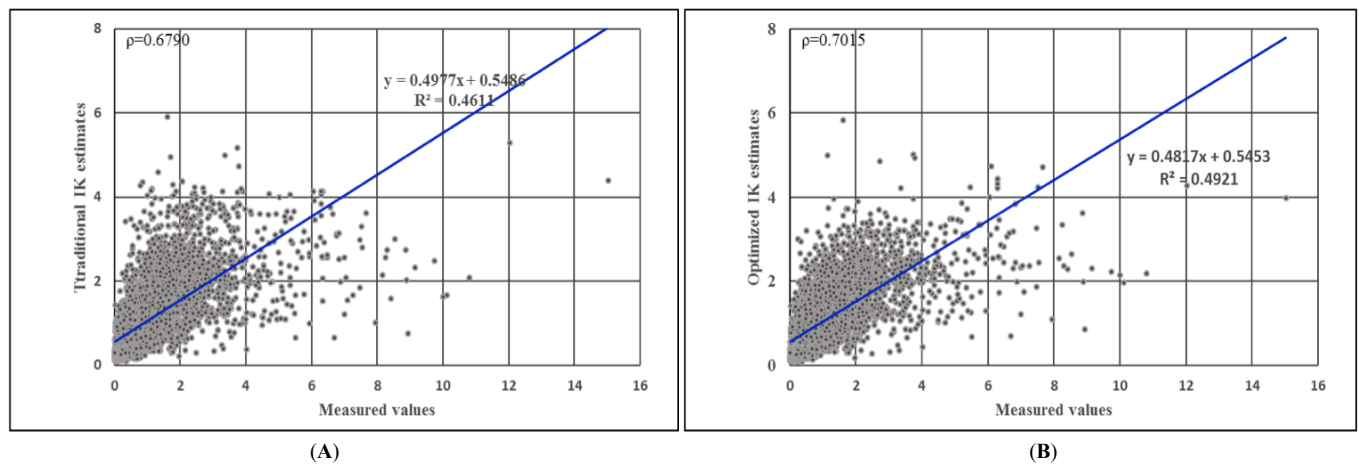 ρ=0.6790
y = 0.4977x + 0.5486
R² = 0.4611
Traditional IK estimates
8
6
4
2
0
0 2 4 6 8 10 12 14 16
Measured values
(A)
ρ=0.7015
y = 0.4817x + 0.5453
R² = 0.4921
Optimized IK estimates
8
6
4
2
0
0 2 4 6 8 10 12 14 16
Measured values
(B)